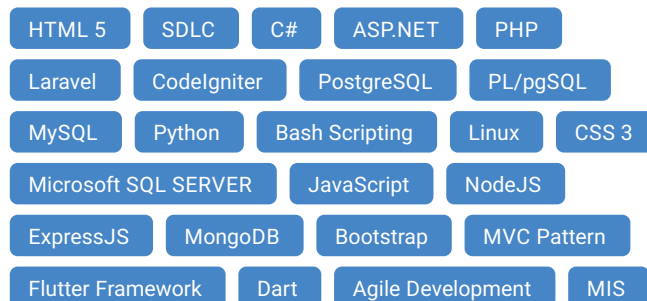 HTML 5 SDLC C# ASP.NET PHP
Laravel CodeIgniter PostgreSQL PL/pgSQL
MySQL Python Bash Scripting Linux CSS 3
Microsoft SQL SERVER JavaScript NodeJS
ExpressJS MongoDB Bootstrap MVC Pattern
Flutter Framework Dart Agile Development MIS